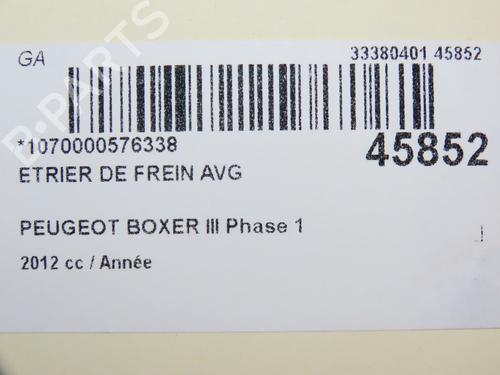 GA 33380401 45852
*1070000576338 45852
ETRIER DE FREIN AVG
PEUGEOT BOXER III Phase 1
2012 cc / Année
B-PARTS